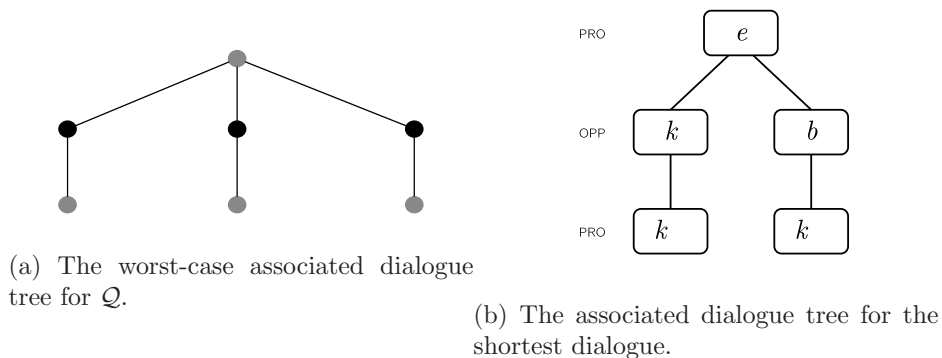 PRO e
OPP k b
PRO k k
(a) The worst-case associated dialogue
tree for 𝒬.
(b) The associated dialogue tree for the
shortest dialogue.